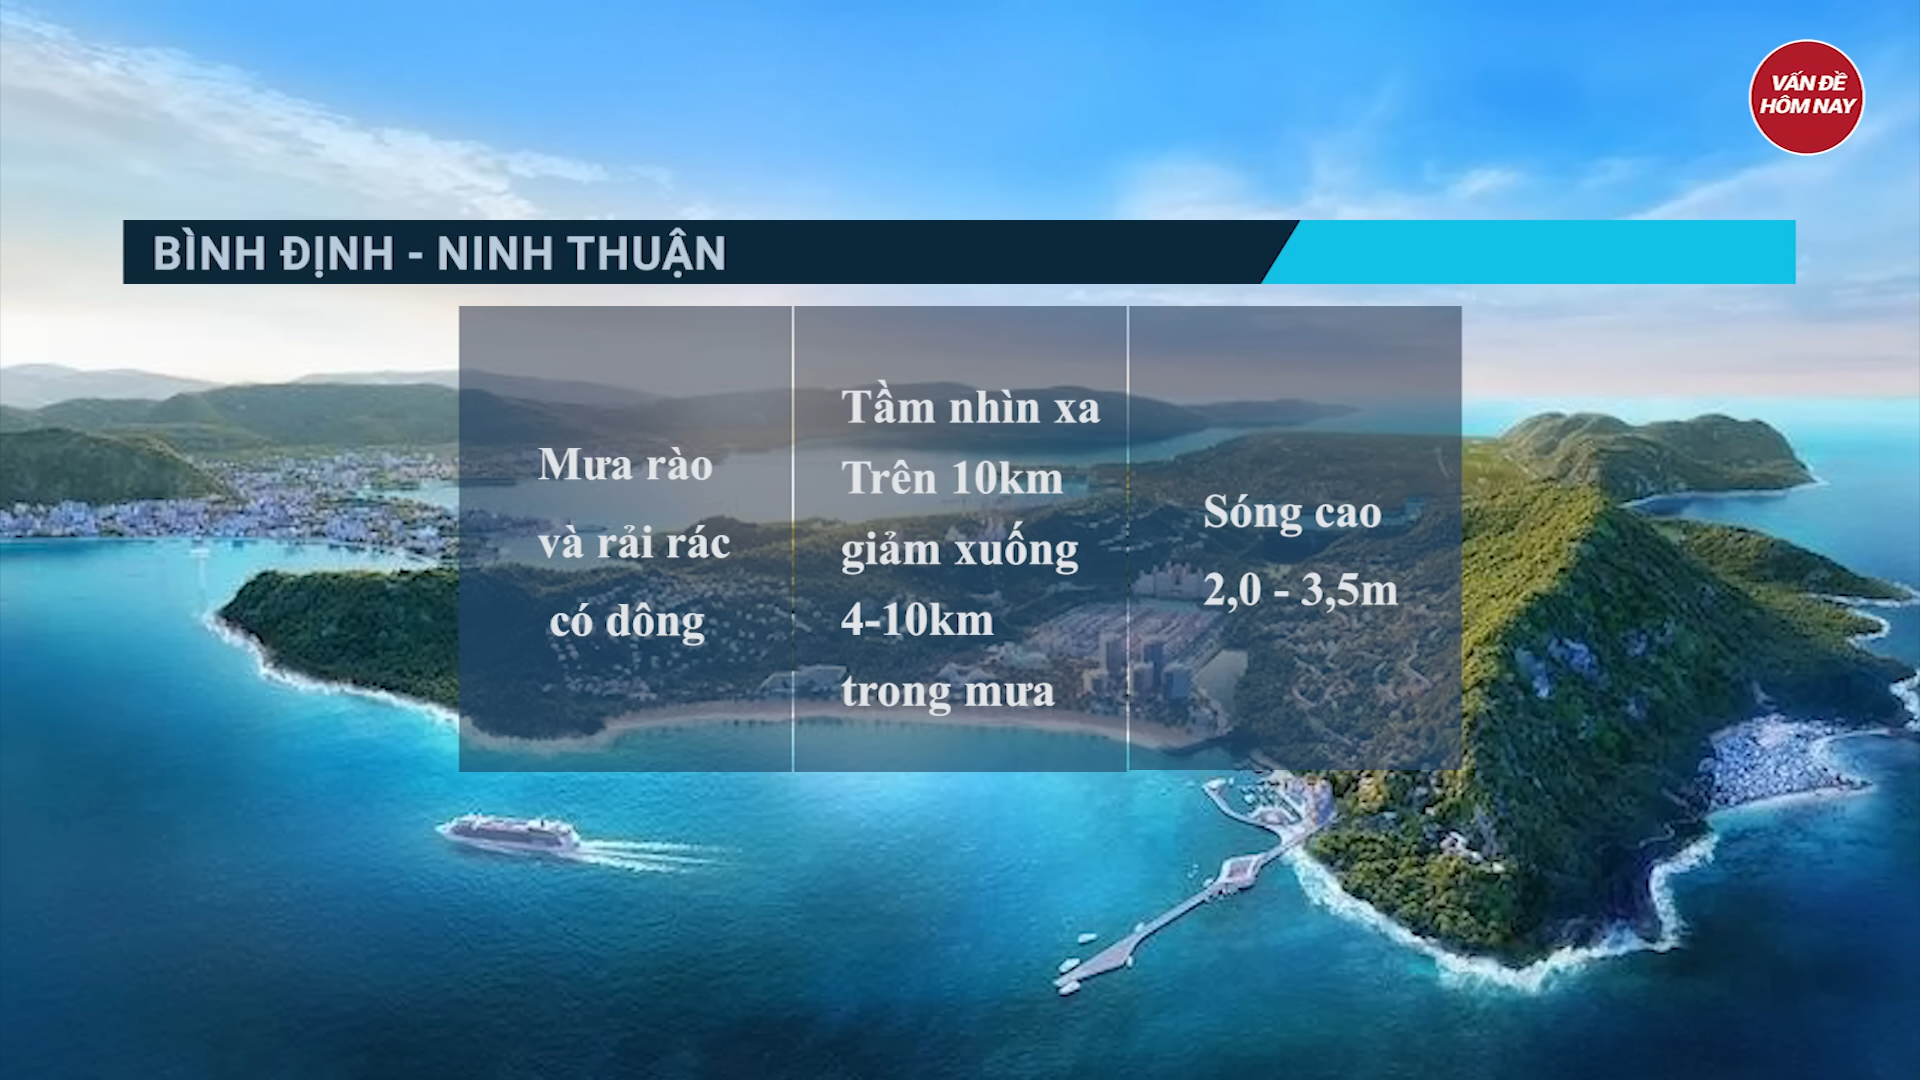 VẤN ĐỀ
HÔM NAY
BÌNH ĐỊNH - NINH THUẬN
Mưa rào
và rải rác
có dông
Tầm nhìn xa
Trên 10km
giảm xuống
4-10km
trong mưa
Sóng cao
2,0 - 3,5m